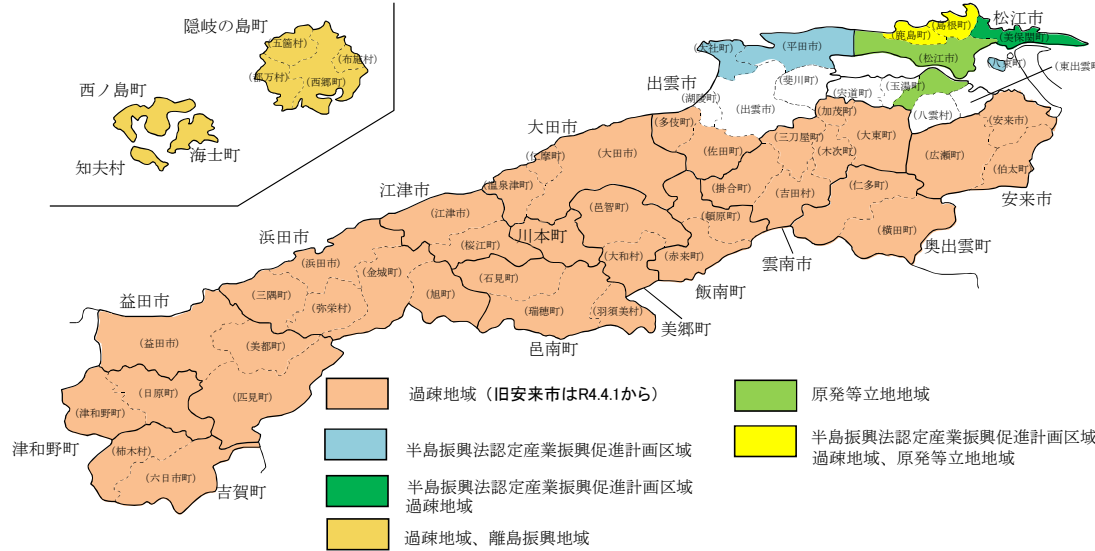 隠岐の島町
(五箇村)
(布施村)
(都万村)
(西郷町)
西ノ島町
海士町
知夫村
松江市
(島根町)
(鹿島町)
(美保関町)
(松江市)
(八束町)
(東出雲町)
(平田市)
(大社町)
出雲市
(斐川町)
(湖陵町)
(出雲市)
(宍道町)
(玉湯町)
(八雲村)
(多伎町)
(佐田町)
(加茂町)
(三刀屋町)
(大東町)
(木次町)
(掛合町)
(吉田村)
雲南市
(安来市)
(広瀬町)
(伯太町)
安来市
(仁多町)
(横田町)
奥出雲町
大田市
(大田市)
(仁摩町)
(温泉津町)
江津市
(江津市)
(桜江町)
川本町
(邑智町)
(大和村)
美郷町
(頓原町)
(赤来町)
飯南町
(石見町)
(瑞穂町)
(羽須美村)
邑南町
浜田市
(浜田市)
(金城町)
(三隅町)
(弥栄村)
(旭町)
益田市
(益田市)
(美都町)
(匹見町)
(日原町)
(津和野町)
津和野町
(柿木村)
(六日市町)
吉賀町
過疎地域(旧安来市はR4.4.1から)
半島振興法認定産業振興促進計画区域
半島振興法認定産業振興促進計画区域
過疎地域
過疎地域、離島振興地域
原発等立地地域
半島振興法認定産業振興促進計画区域
過疎地域、原発等立地地域